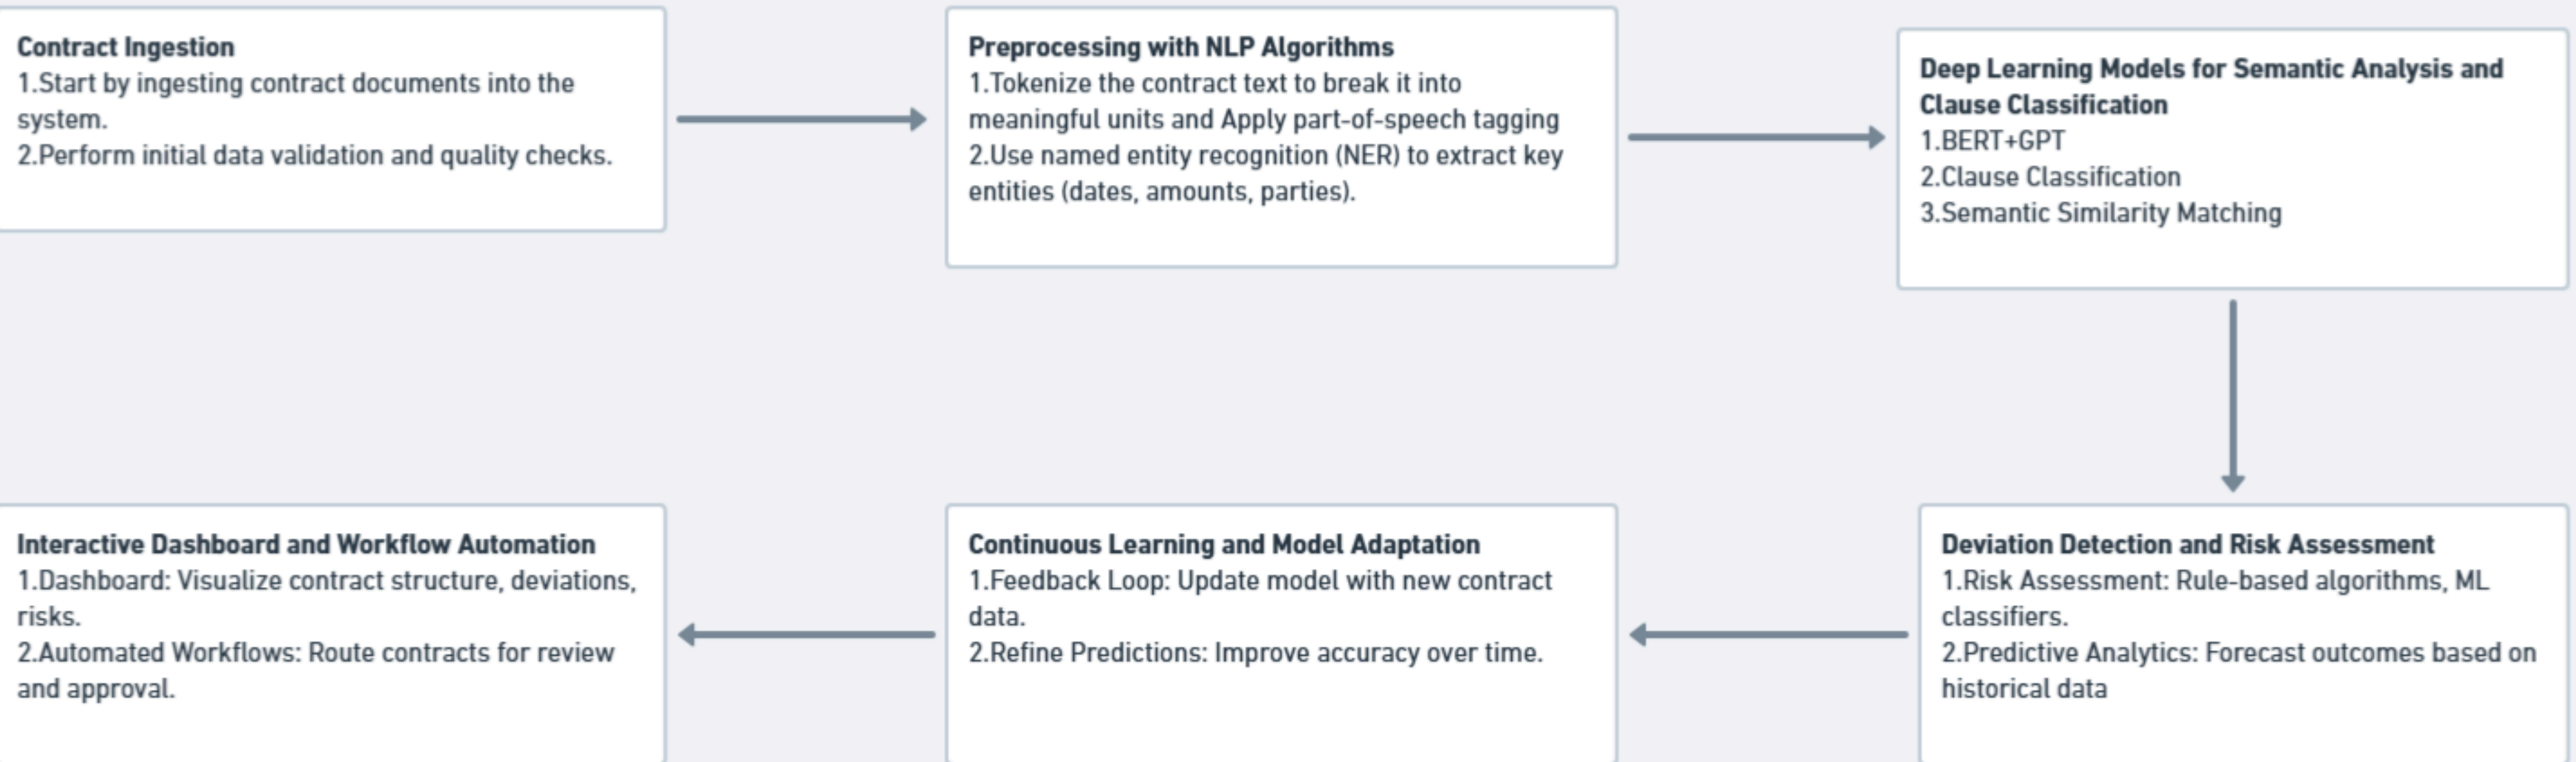 Contract Ingestion
1.Start by ingesting contract documents into the
system.
2.Perform initial data validation and quality checks.
Preprocessing with NLP Algorithms
1.Tokenize the contract text to break it into
meaningful units and Apply part-of-speech tagging
2.Use named entity recognition (NER) to extract key
entities (dates, amounts, parties).
Deep Learning Models for Semantic Analysis and
Clause Classification
1.BERT+GPT
2.Clause Classification
3.Semantic Similarity Matching
Deviation Detection and Risk Assessment
1.Risk Assessment: Rule-based algorithms, ML
classifiers.
2.Predictive Analytics: Forecast outcomes based on
historical data
Continuous Learning and Model Adaptation
1.Feedback Loop: Update model with new contract
data.
2.Refine Predictions: Improve accuracy over time.
Interactive Dashboard and Workflow Automation
1.Dashboard: Visualize contract structure, deviations,
risks.
2.Automated Workflows: Route contracts for review
and approval.